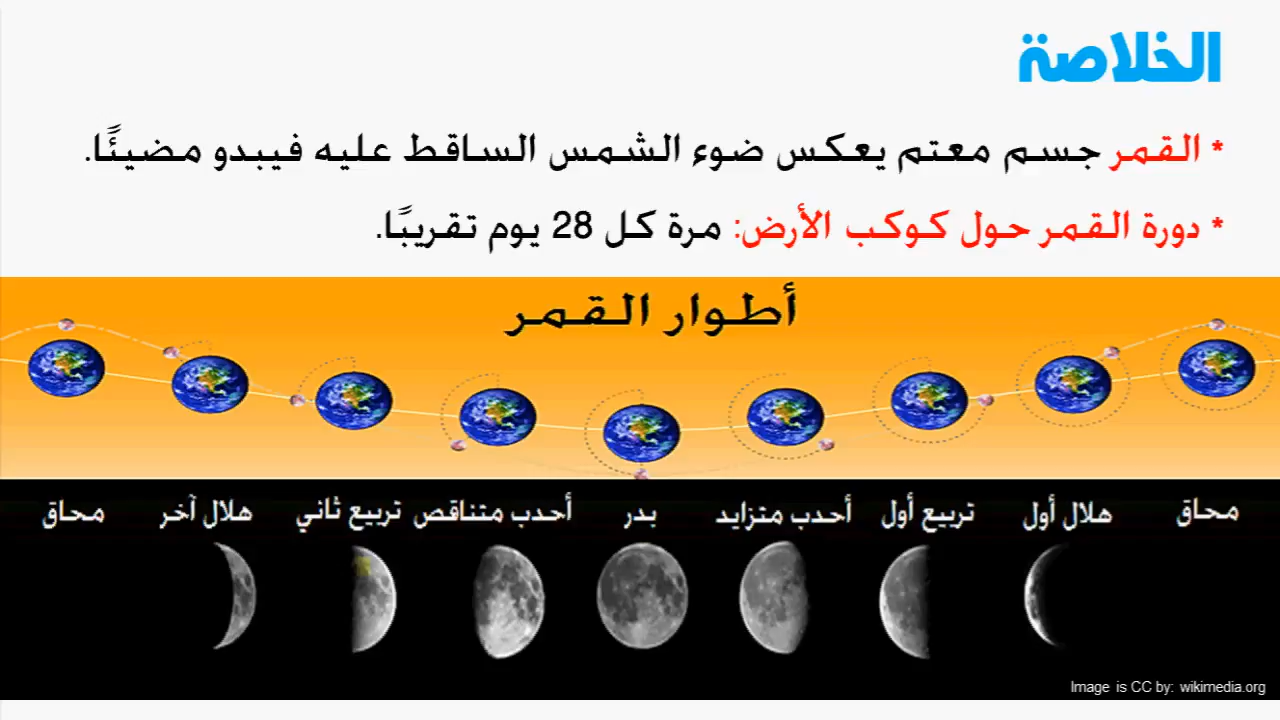 الخلاصة
* القمر جسم معتم يعكس ضوء الشمس الساقط عليه فيبدو مضيئًا.
* دورة القمر حول كوكب الأرض: مرة كل 28 يوم تقريبًا.
أطوار القمر
محاق هلال أول تربيع أول أحدب متزايد بدر أحدب متناقص تربيع ثاني هلال آخر محاق
Image is CC by: wikimedia.org